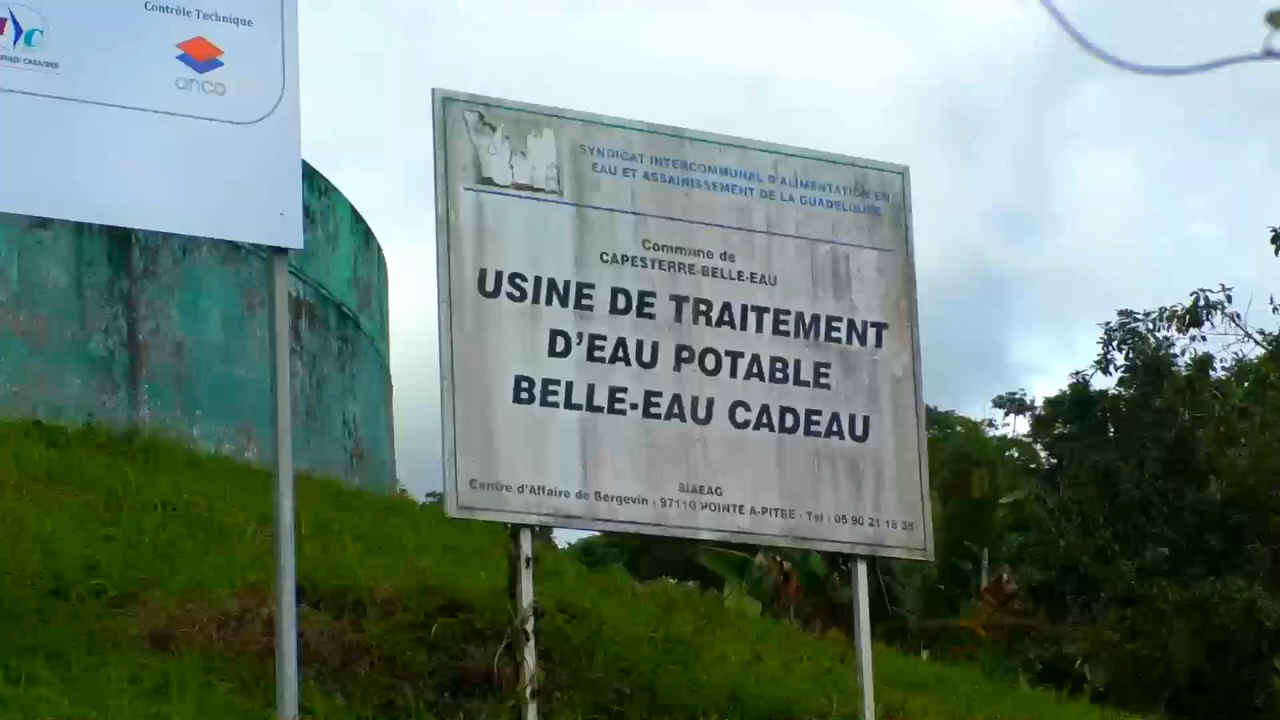 Contrôle Technique
anco
SYNDICAT INTERCOMMUNAL D'ALIMENTATION EN
EAU ET ASSAINISSEMENT DE LA GUADELOUPE
Commune de
CAPESTERRE BELLE-EAU
USINE DE TRAITEMENT
D'EAU POTABLE
BELLE-EAU CADEAU
SIAEAG
Centre d'Affaire de Bergevin - 97110 POINTE-A-PITRE - Tel : 05 90 21 18 35